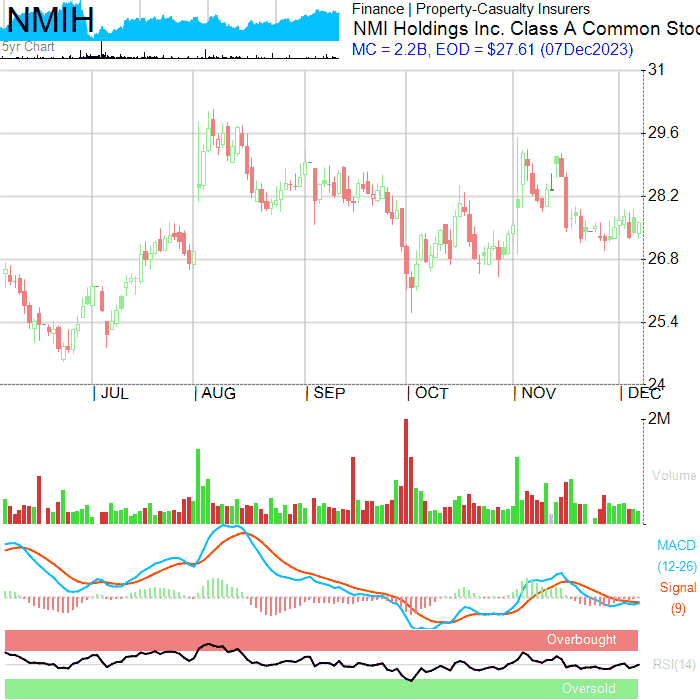 NMIH
5yr Chart
Finance | Property-Casualty Insurers
NMI Holdings Inc. Class A Common Stoc
MC = 2.2B, EOD = $27.61 (07Dec2023)
31
29.6
28.2
26.8
25.4
24
JUL AUG SEP OCT NOV DEC
2M
Volume
MACD
(12-26)
Signal
(9)
Overbought
RSI(14)
Oversold